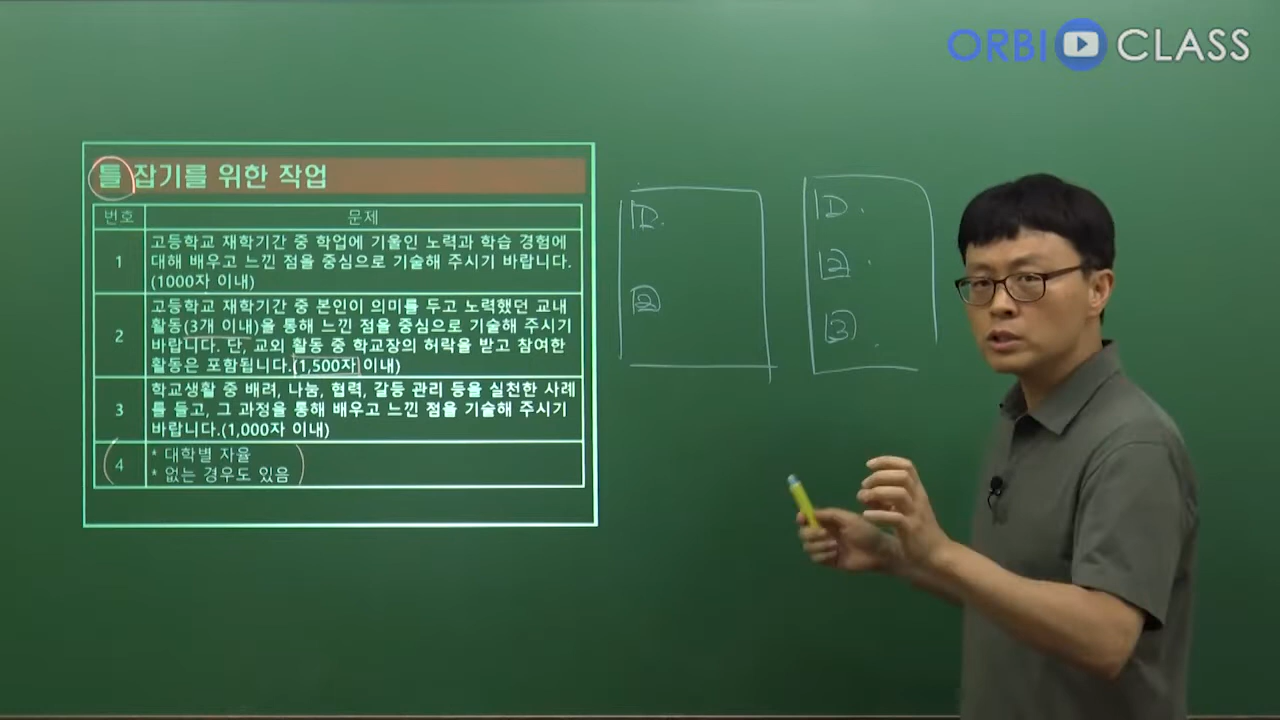 ORBI CLASS
틀 잡기를 위한 작업
번호 문제
1 고등학교 재학기간 중 학업에 기울인 노력과 학습 경험에
대해 배우고 느낀 점을 중심으로 기술해 주시기 바랍니다.
(1000자 이내)
2 고등학교 재학기간 중 본인이 의미를 두고 노력했던 교내
활동(3개 이내)을 통해 느낀 점을 중심으로 기술해 주시기
바랍니다. 단, 교외 활동 중 학교장의 허락을 받고 참여한
활동은 포함됩니다.(1,500자 이내)
3 학교생활 중 배려, 나눔, 협력, 갈등 관리 등을 실천한 사례
를 들고, 그 과정을 통해 배우고 느낀 점을 기술해 주시기
바랍니다.(1,000자 이내)
4 * 대학별 자율
* 없는 경우도 있음
1
2
1
2
3